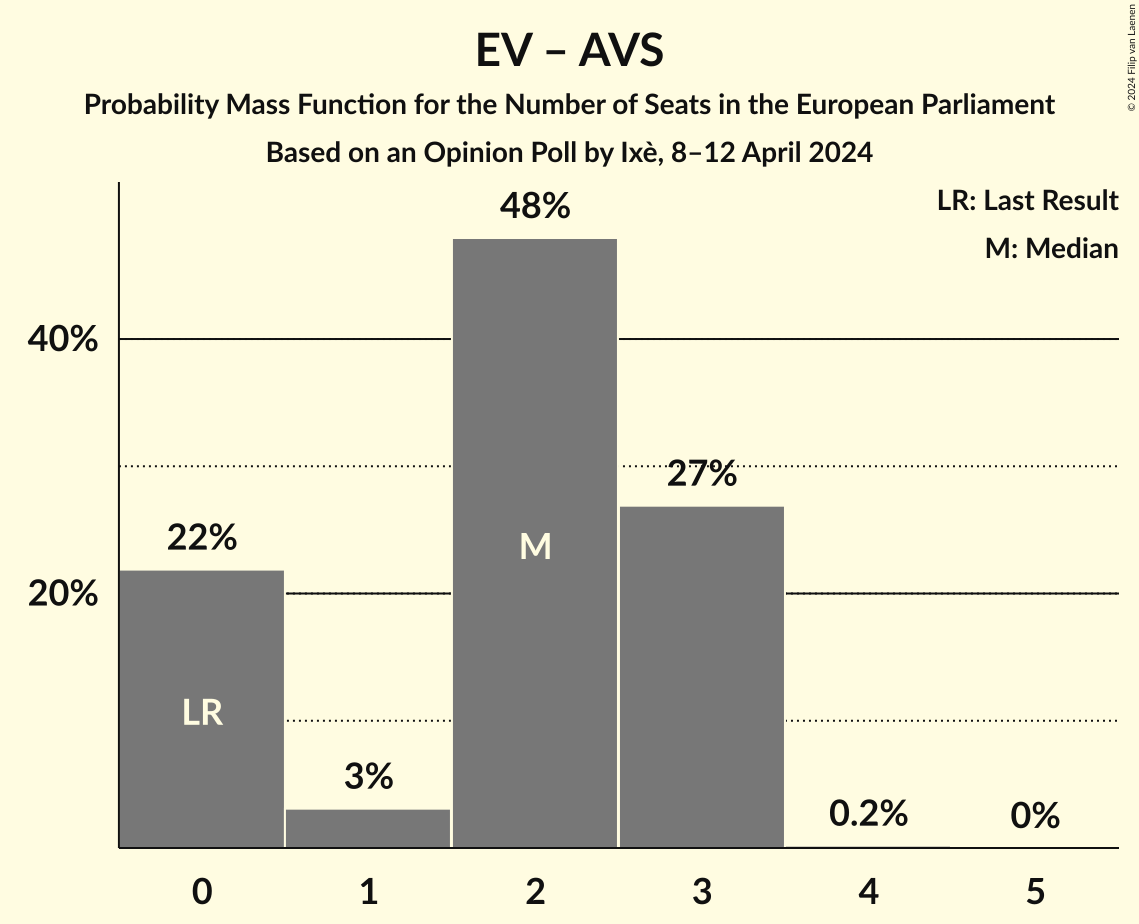 EV – AVS
Probability Mass Function for the Number of Seats in the European Parliament
Based on an Opinion Poll by Ixè, 8–12 April 2024
© 2024 Filip van Laenen
LR: Last Result
M: Median
48%
40%
27%
22%
M
20%
LR
3%
0.2%
0%
0 1 2 3 4 5